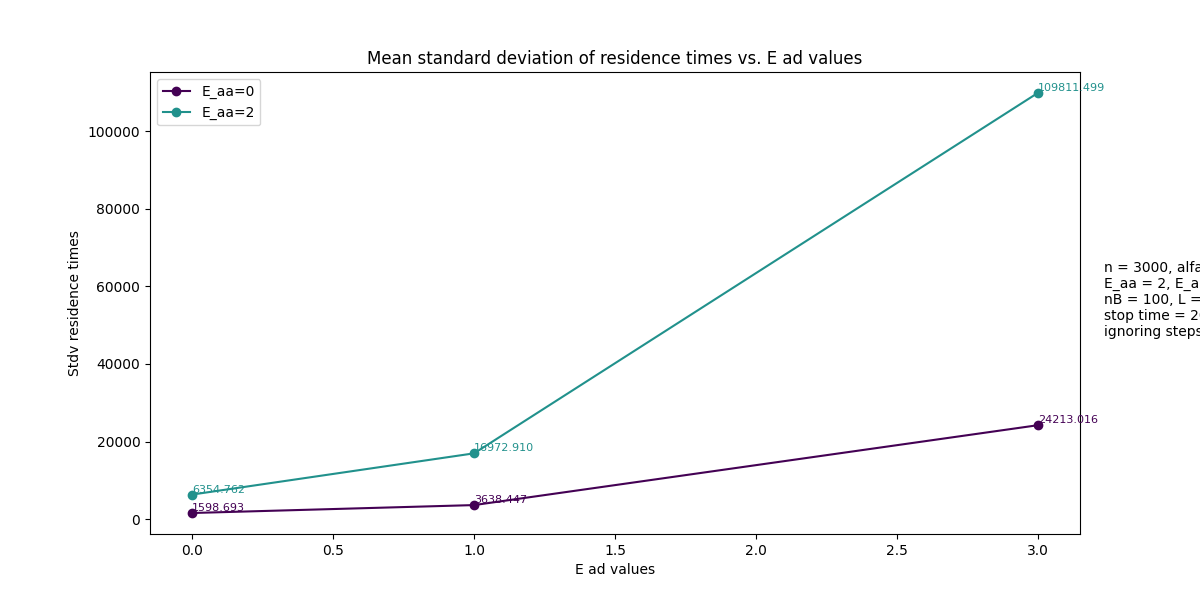 Mean standard deviation of residence times vs. E ad values
E_aa=0
E_aa=2
109811.499
100000
80000
60000
40000
20000
0
Stdv residence times
24213.016
16972.910
6354.762
3638.447
1598.693
0.0 0.5 1.0 1.5 2.0 2.5 3.0
E ad values
n = 3000, alfa
E_aa = 2, E_a
nB = 100, L =
stop time = 2
ignoring steps